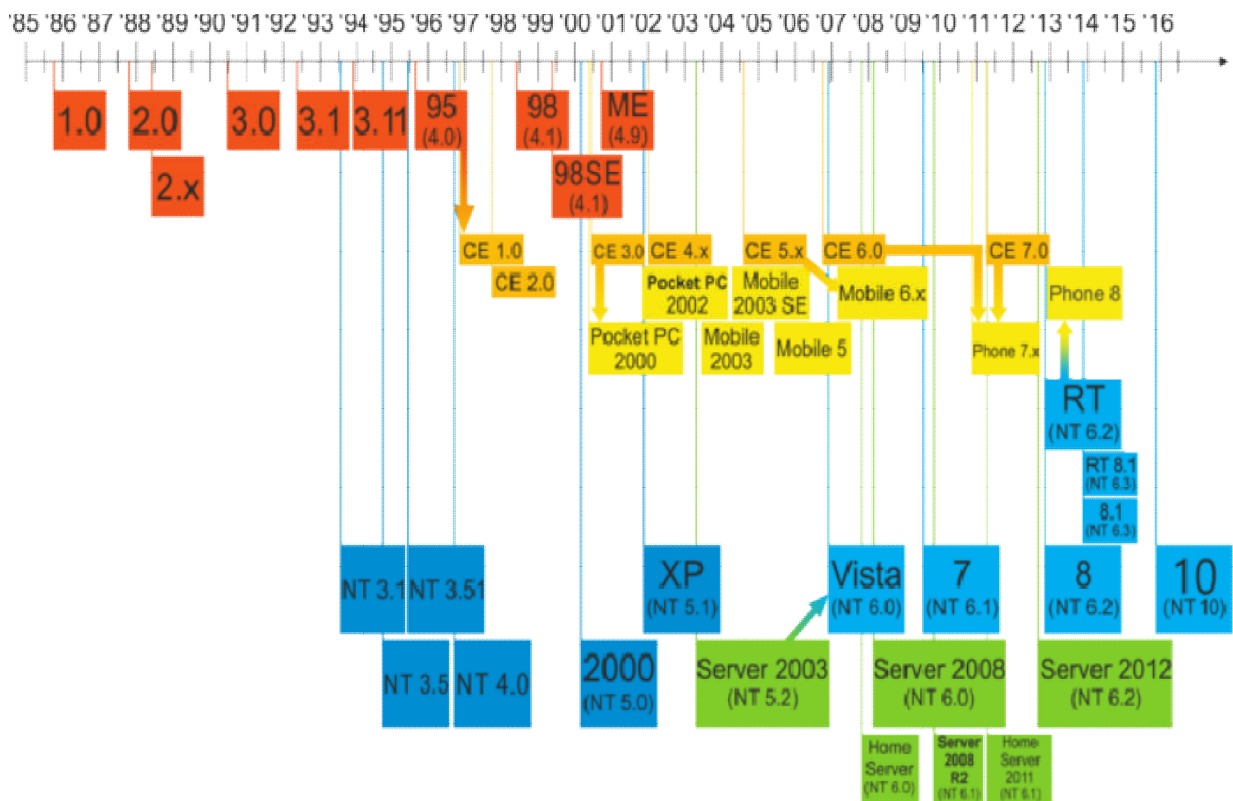 '85 '86 '87 '88 '89 '90 '91 '92 '93 '94 '95 '96 '97 '98 '99 '00 '01 '02 '03 '04 '05 '06 '07 '08 '09 '10 '11 '12 '13 '14 '15 '16
1.0
2.0
3.0
3.1
3.11
95
(4.0)
98
(4.1)
ME
(4.9)
2.x
98SE
(4.1)
CE 1.0
CE 3.0
CE 4.x
CE 5.x
CE 6.0
CE 7.0
CE 2.0
Pocket PC
2002
Mobile
2003 SE
Mobile 6.x
Phone 8
Pocket PC
2000
Mobile
2003
Mobile 5
Phone 7.x
RT
(NT 6.2)
RT 8.1
(NT 6.3)
8.1
(NT 6.3)
NT 3.1
NT 3.51
XP
(NT 5.1)
Vista
(NT 6.0)
7
(NT 6.1)
8
(NT 6.2)
10
(NT 10)
NT 3.5
NT 4.0
2000
(NT 5.0)
Server 2003
(NT 5.2)
Server 2008
(NT 6.0)
Server 2012
(NT 6.2)
Home
Server
(NT 6.0)
Server
2008
R2
(NT 6.1)
Home
Server
2011
(NT 6.1)